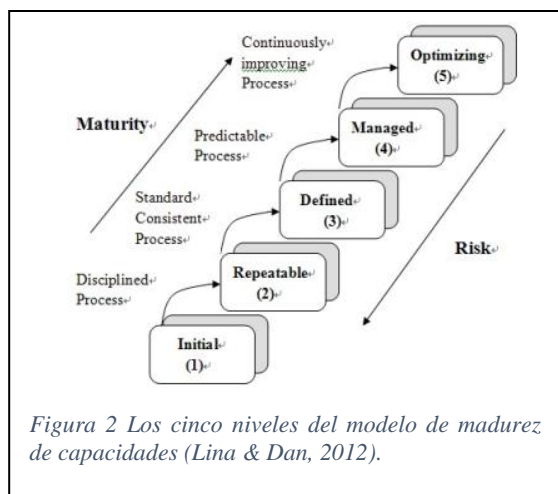 Continuously
improving
Process
Optimizing
(5)
Maturity
Predictable
Process
Managed
(4)
Standard
Consistent
Process
Defined
(3)
Risk
Disciplined
Process
Repeatable
(2)
Initial
(1)
Figura 2 Los cinco niveles del modelo de madurez
de capacidades (Lina & Dan, 2012).